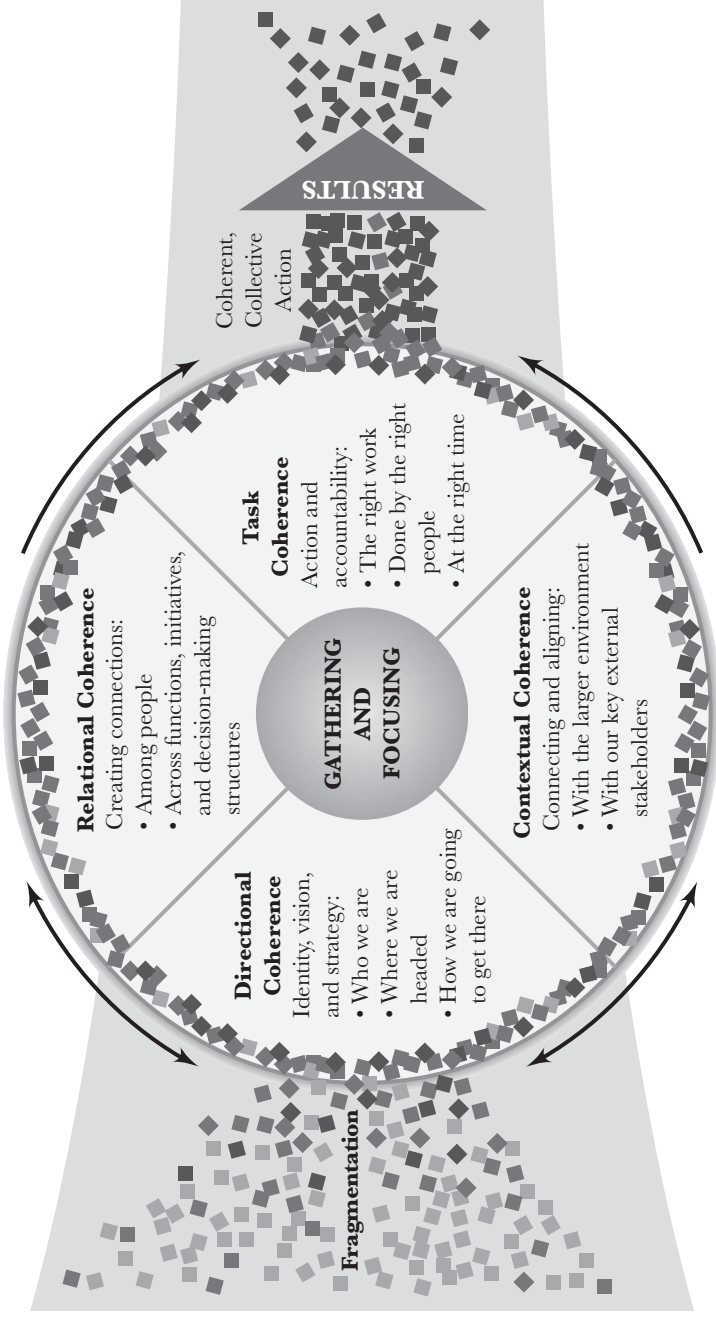 Fragmentation
Directional
Coherence
Identity, vision,
and strategy:
• Who we are
• Where we are
headed
• How we are going
to get there
Relational Coherence
Creating connections:
• Among people
• Across functions, initiatives,
and decision-making
structures
GATHERING
AND
FOCUSING
Contextual Coherence
Connecting and aligning:
• With the larger environment
• With our key external
stakeholders
Task
Coherence
Action and
accountability:
• The right work
• Done by the right
people
• At the right time
Coherent,
Collective
Action
RESULTS